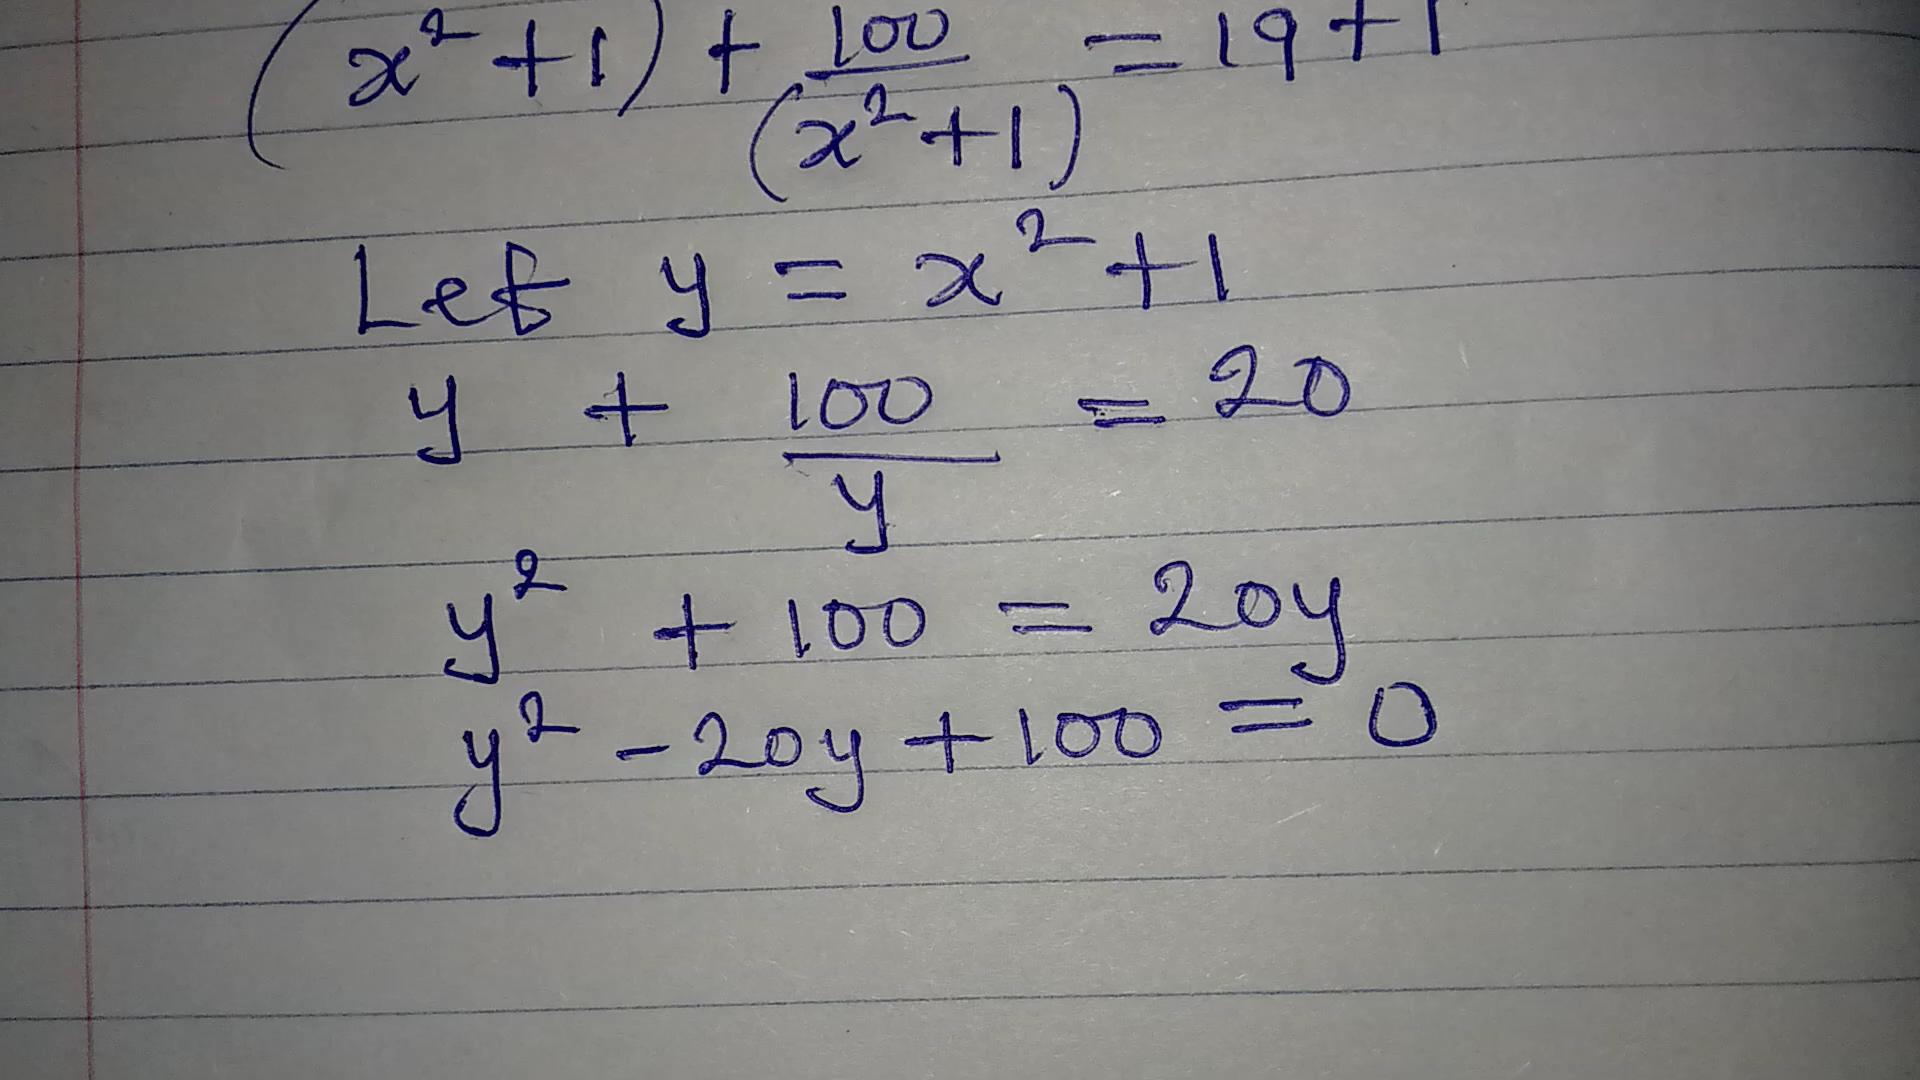 (x² + 1) + 100/(x² + 1) = 19 + 1
Let y = x² + 1
y + 100/y = 20
y² + 100 = 20y
y² - 20y + 100 = 0